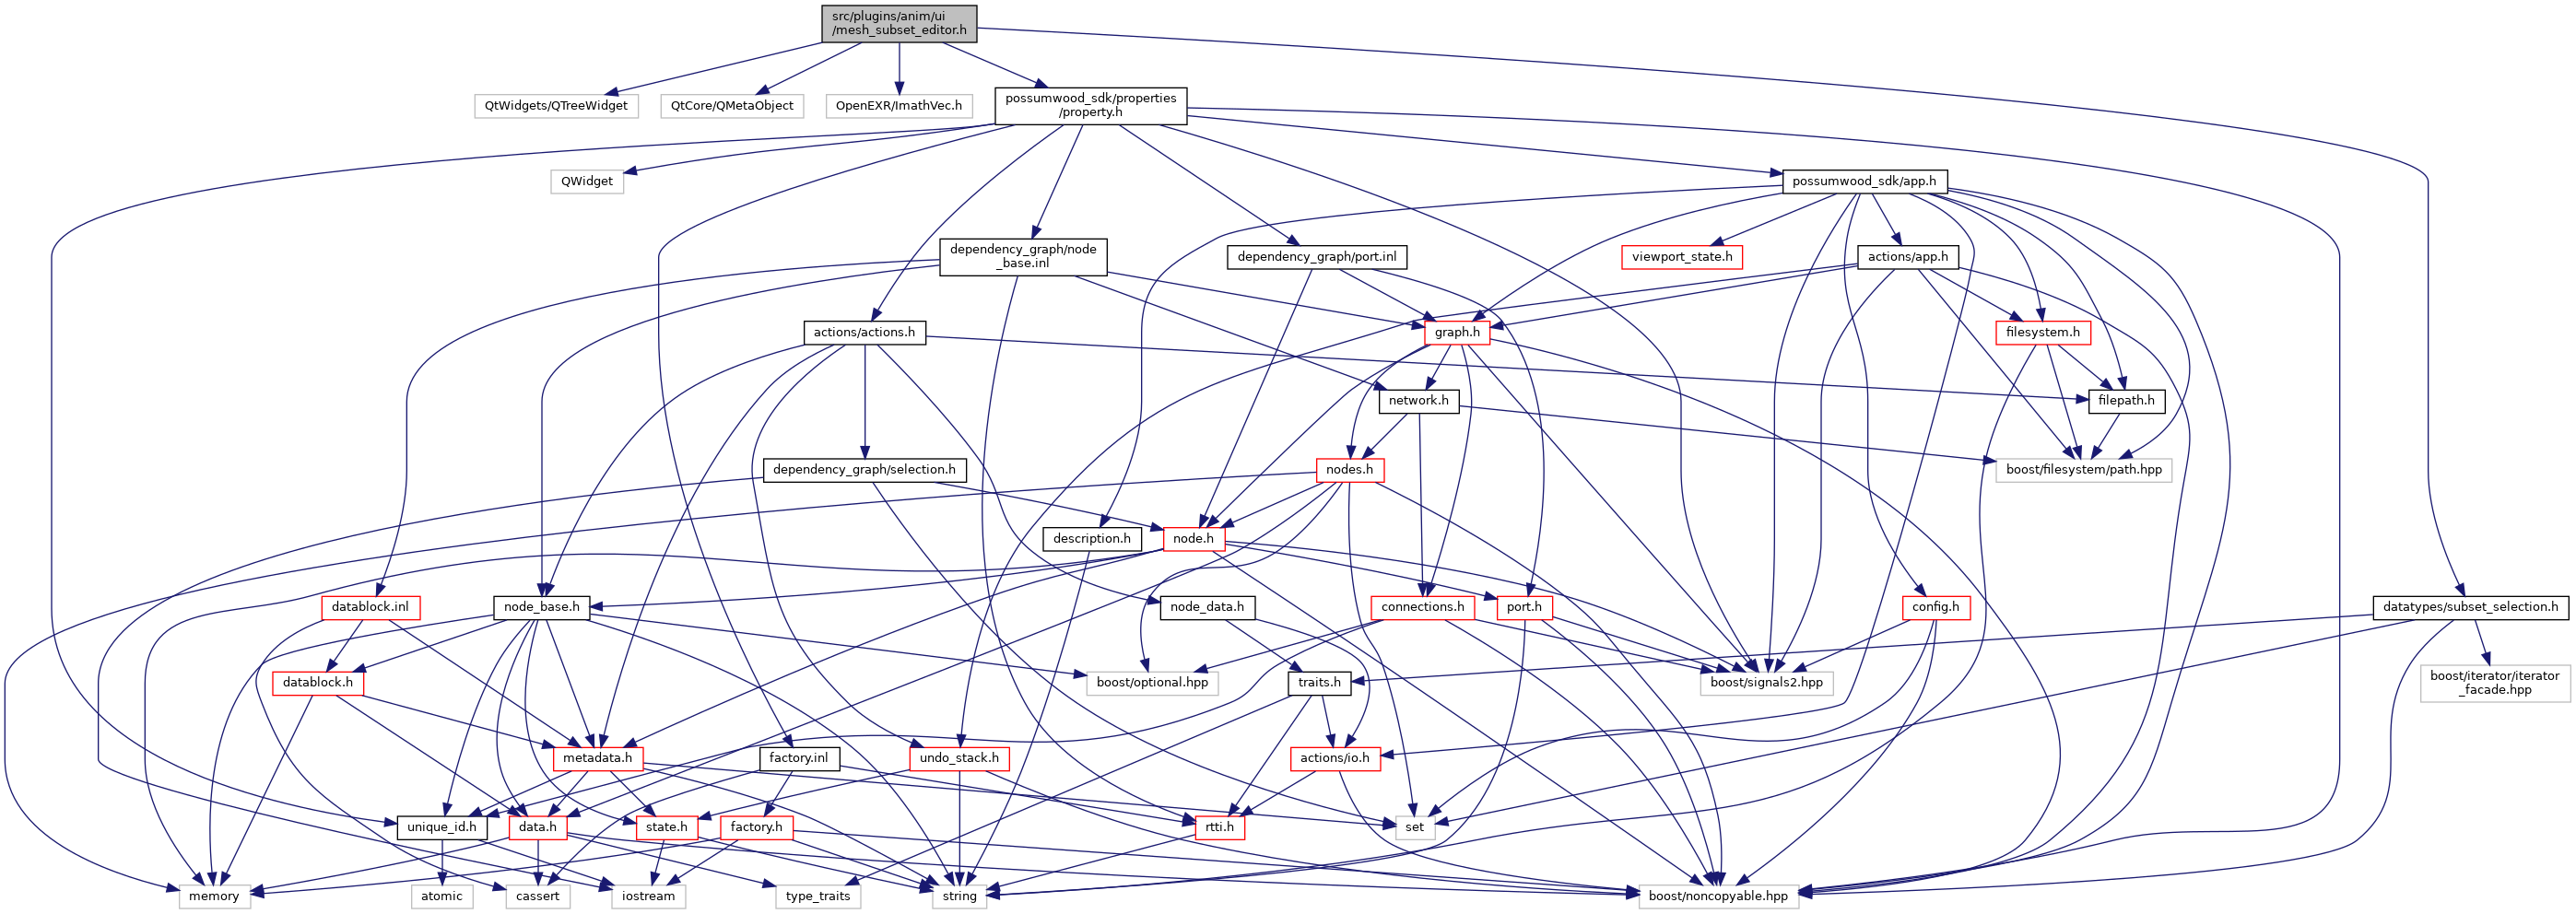 src/plugins/anim/ui
/mesh_subset_editor.h
QtWidgets/QTreeWidget
QtCore/QMetaObject
OpenEXR/ImathVec.h
possumwood_sdk/properties
/property.h
QWidget
possumwood_sdk/app.h
dependency_graph/node
_base.inl
dependency_graph/port.inl
viewport_state.h
actions/app.h
actions/actions.h
graph.h
filesystem.h
network.h
filepath.h
dependency_graph/selection.h
nodes.h
boost/filesystem/path.hpp
description.h
node.h
datablock.inl
node_base.h
node_data.h
connections.h
port.h
config.h
datatypes/subset_selection.h
datablock.h
boost/optional.hpp
traits.h
boost/signals2.hpp
boost/iterator/iterator
_facade.hpp
metadata.h
factory.inl
undo_stack.h
actions/io.h
unique_id.h
data.h
state.h
factory.h
rtti.h
set
memory
atomic
cassert
iostream
type_traits
string
boost/noncopyable.hpp